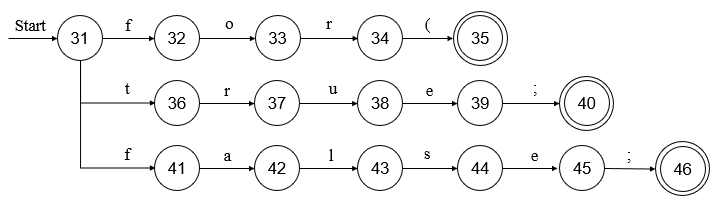 Start 31 f 32 o 33 r 34 ( 35
t 36 r 37 u 38 e 39 ; 40
f 41 a 42 l 43 s 44 e 45 ; 46